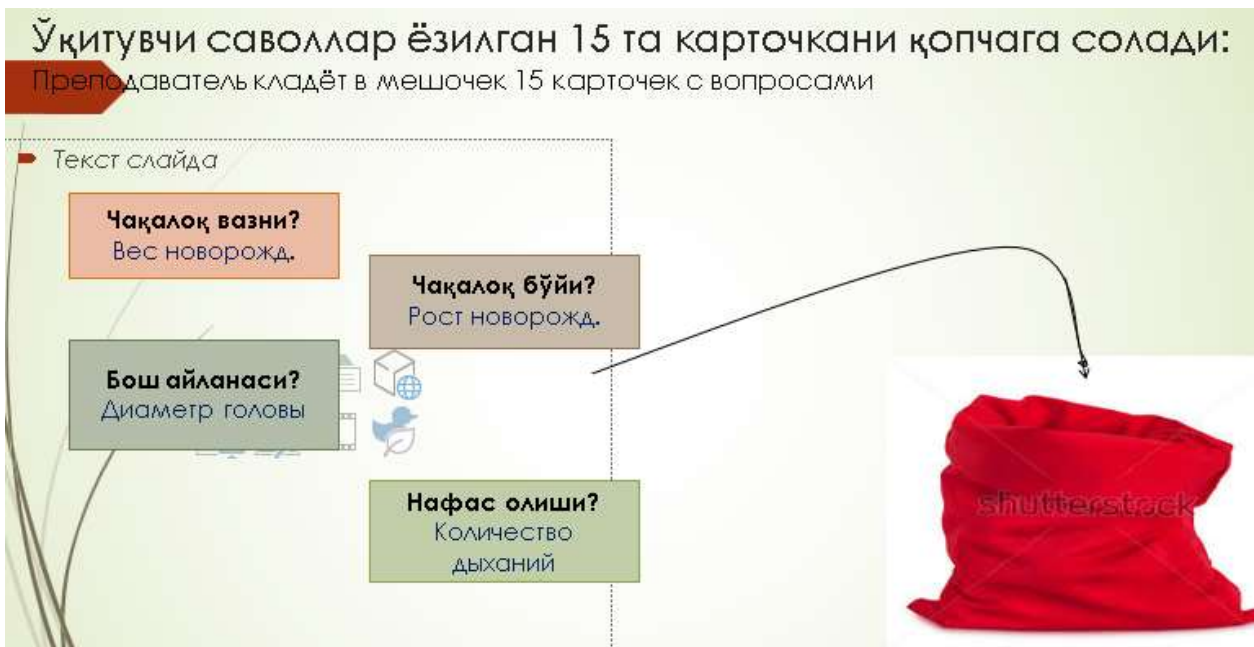 Ўқитувчи саволлар ёзилган 15 та карточкани қопчага солади:
Преподаватель кладёт в мешочек 15 карточек с вопросами
Текст слайда
Чақалоқ вазни?
Вес новорожд.
Чақалоқ бўйи?
Рост новорожд.
Бош айланаси?
Диаметр головы
Нафас олиши?
Количество
дыханий
shutterstock